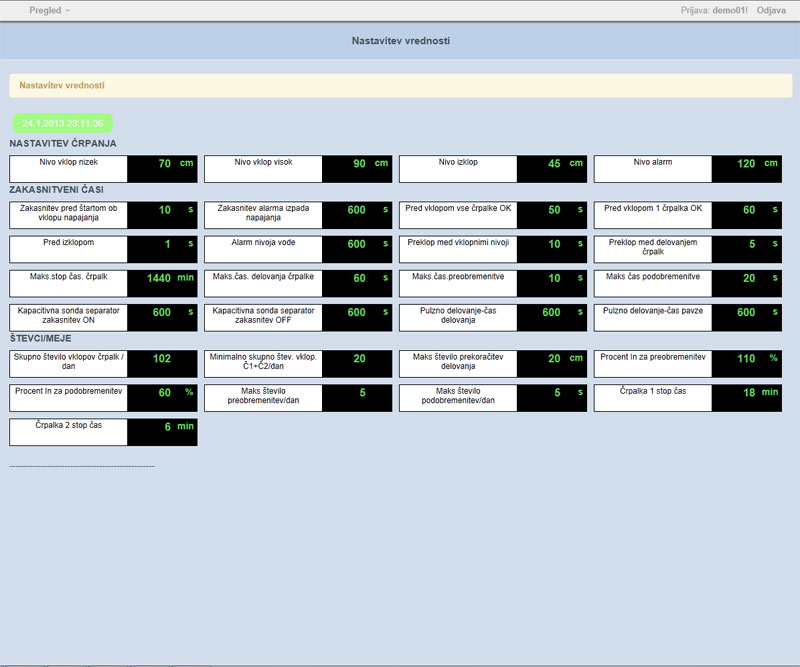 Pregled
Prijava: demo01! Odjava
Nastavitev vrednosti
Nastavitev vrednosti
24.1.2013 23:11:36
NASTAVITEV ČRPANJA
Nivo vklop nizek 70 cm
Nivo vklop visok 90 cm
Nivo izklop 45 cm
Nivo alarm 120 cm
ZAKASNITVENI ČASI
Zakasnitev pred štartom ob
vklopu napajanja 10 s
Zakasnitev alarma izpada
napajanja 600 s
Pred vklopom vse črpalke OK 50 s
Pred vklopom 1 črpalka OK 60 s
Pred izklopom 1 s
Alarm nivoja vode 600 s
Preklop med vklopnimi nivoji 10 s
Preklop med delovanjem
črpalk 5 s
Maks.stop čas. črpalk 1440 min
Maks.čas. delovanja črpalke 60 s
Maks.čas.preobremenitve 10 s
Maks čas podobremenitve 20 s
Kapacitivna sonda separator
zakasnitev ON 600 s
Kapacitivna sonda separator
zakasnitev OFF 600 s
Pulzno delovanje-čas
delovanja 600 s
Pulzno delovanje-čas pavze 600 s
ŠTEVCI/MEJE
Skupno število vklopov črpalk /
dan 102
Minimalno skupno štev. vklop.
Č1+Č2/dan 20
Maks število prekoračitev
delovanja 20 cm
Procent In za preobremenitev 110 %
Procent In za podobremenitev 60 %
Maks število
preobremenitev/dan 5
Maks število
podobremenitev/dan 5 s
Črpalka 1 stop čas 18 min
Črpalka 2 stop čas 6 min
--------------------------------------------------